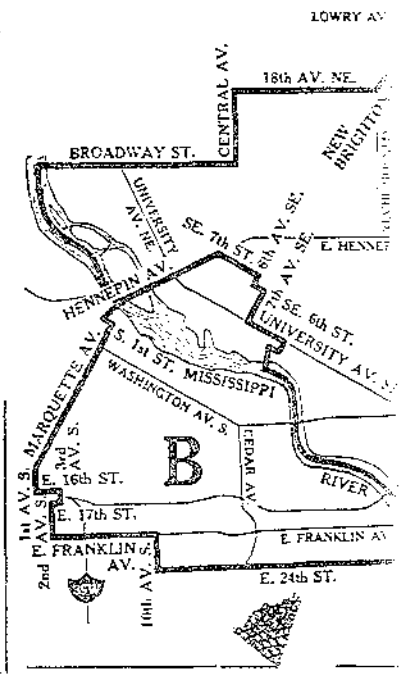 LOWRY AV
18th AV. NE.
CENTRAL AV.
NEW
BRIGHTO
BROADWAY ST.
UNIVERSITY
AV. NE.
SE. 7th ST.
6th AV. SE.
7th AV. SE.
E. HENNEP
HENNEPIN AV.
SE. 6th ST.
UNIVERSITY AV. S.
S. 1st ST.
MISSISSIPPI
WASHINGTON AV. S.
MARQUETTE AV.
3rd
AV. S.
B
CEDAR AV
RIVER
1st AV. S.
E. 16th ST.
E. 17th ST.
2nd
AV. S.
E. FRANKLIN
AV.
10th AV. S.
E. FRANKLIN AV
E. 24th ST.